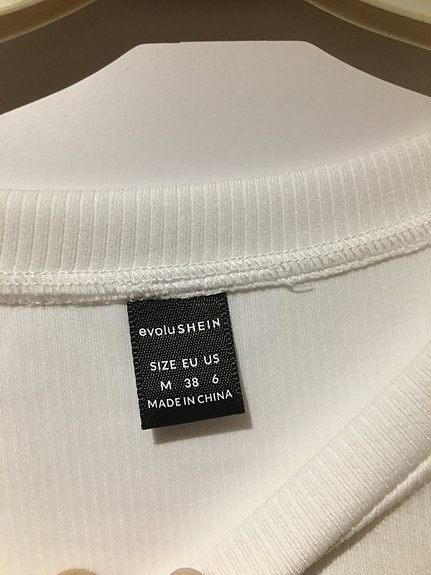 evoluSHEIN
SIZE EU US
M 38 6
MADE IN CHINA